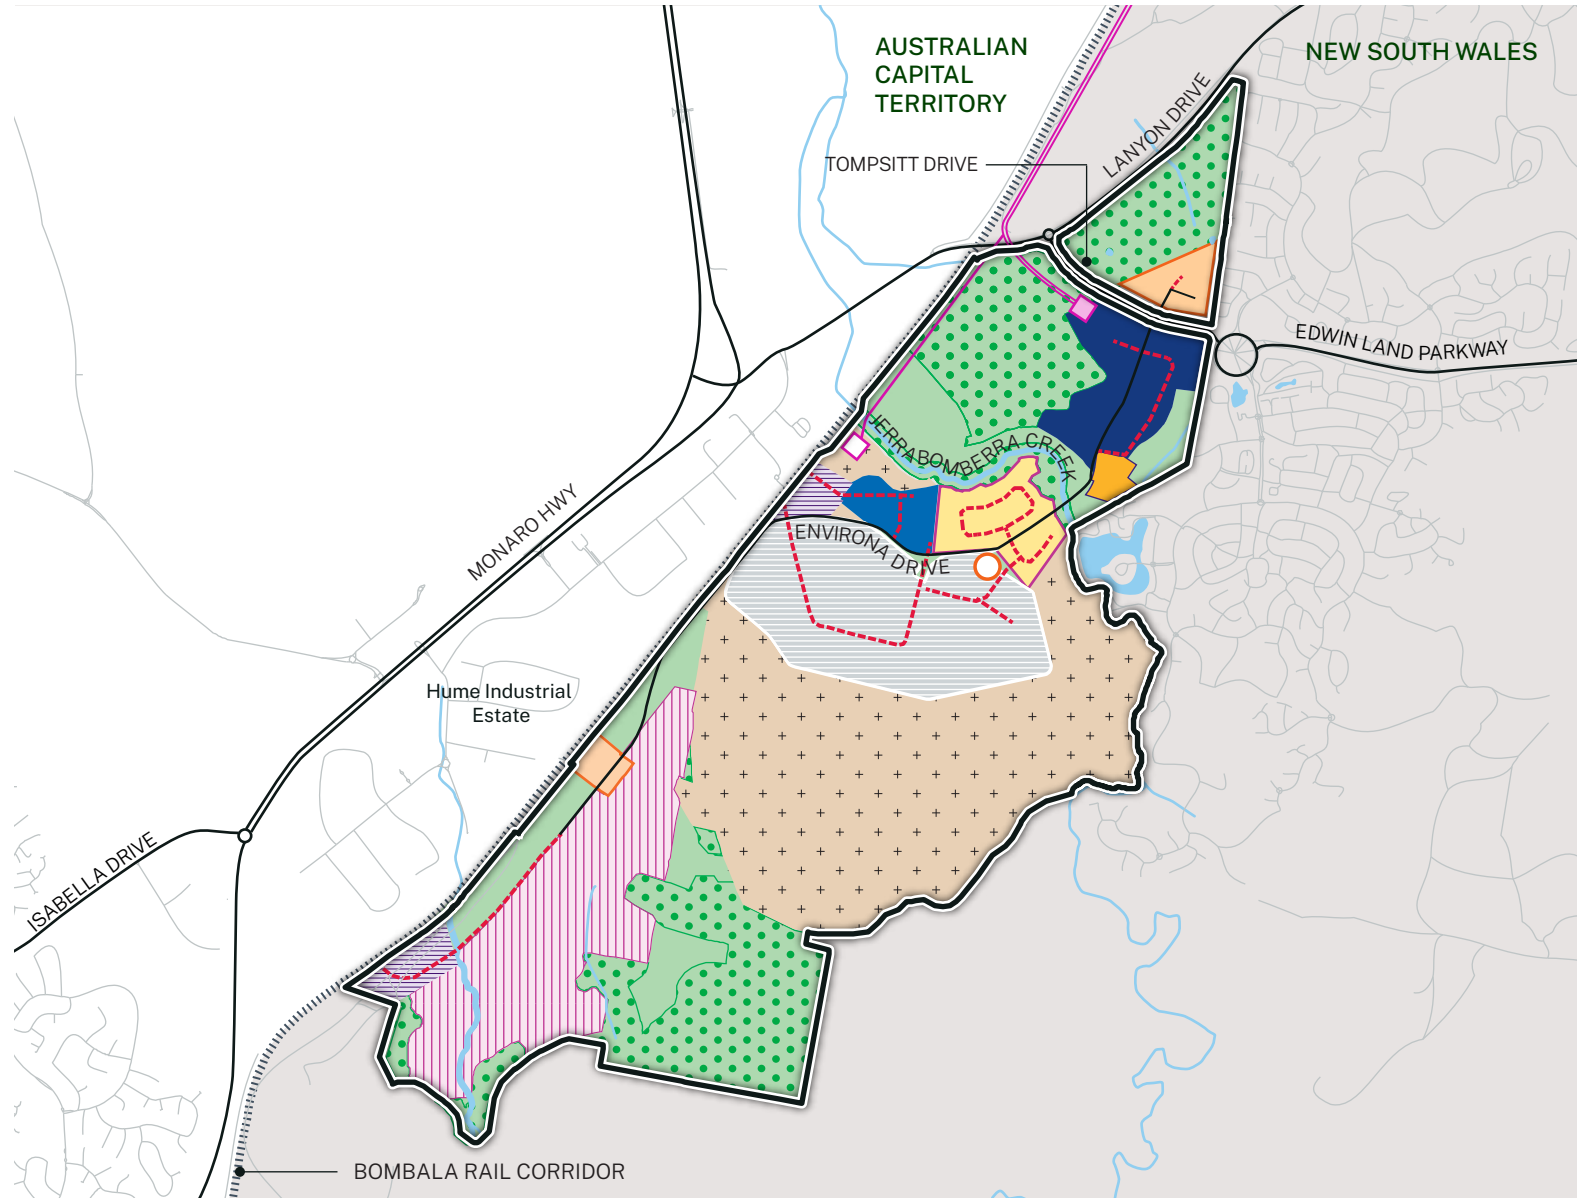 AUSTRALIAN
CAPITAL
TERRITORY
NEW SOUTH WALES
LANYON DRIVE
TOMPSITT DRIVE
EDWIN LAND PARKWAY
JERRABOMBERRA CREEK
MONARO HWY
ENVIRONA DRIVE
Hume Industrial
Estate
ISABELLA DRIVE
BOMBALA RAIL CORRIDOR